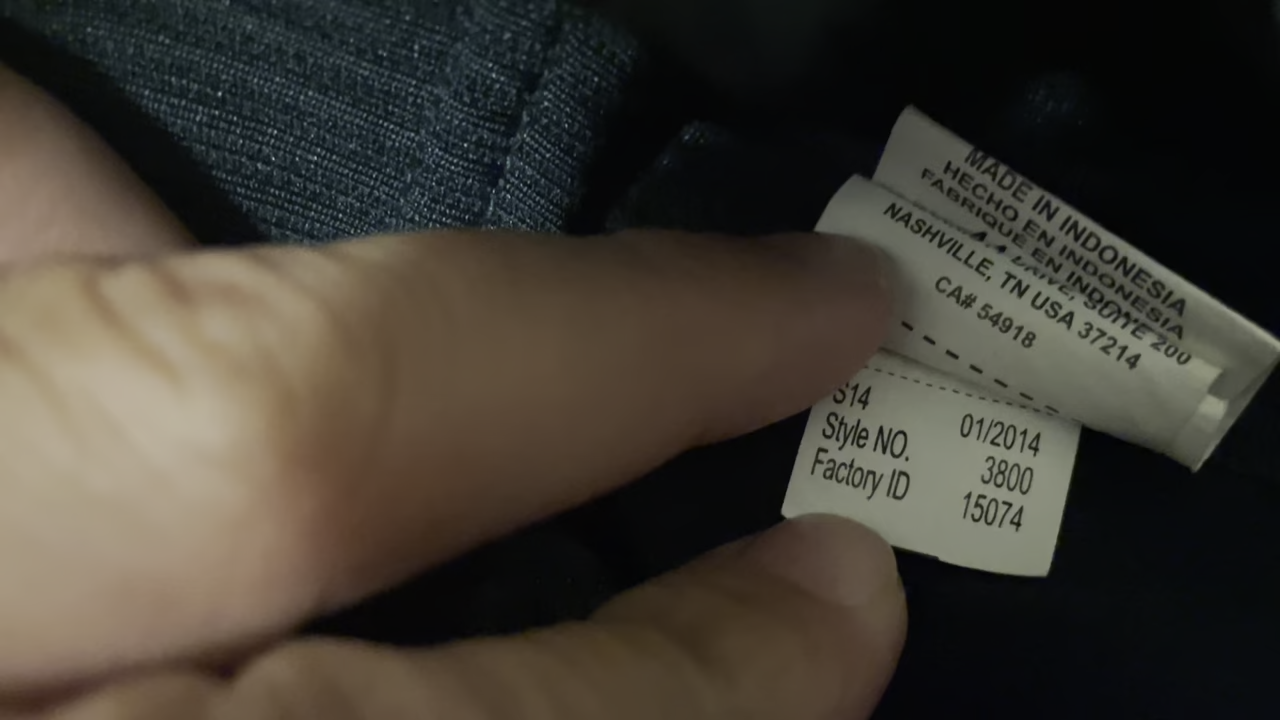 MADE IN INDONESIA
HECHO EN INDONESIA
FABRIQUÉ EN INDONESIA
SUITE 200
NASHVILLE, TN USA 37214
CA# 54918
S14 01/2014
Style NO. 3800
Factory ID 15074